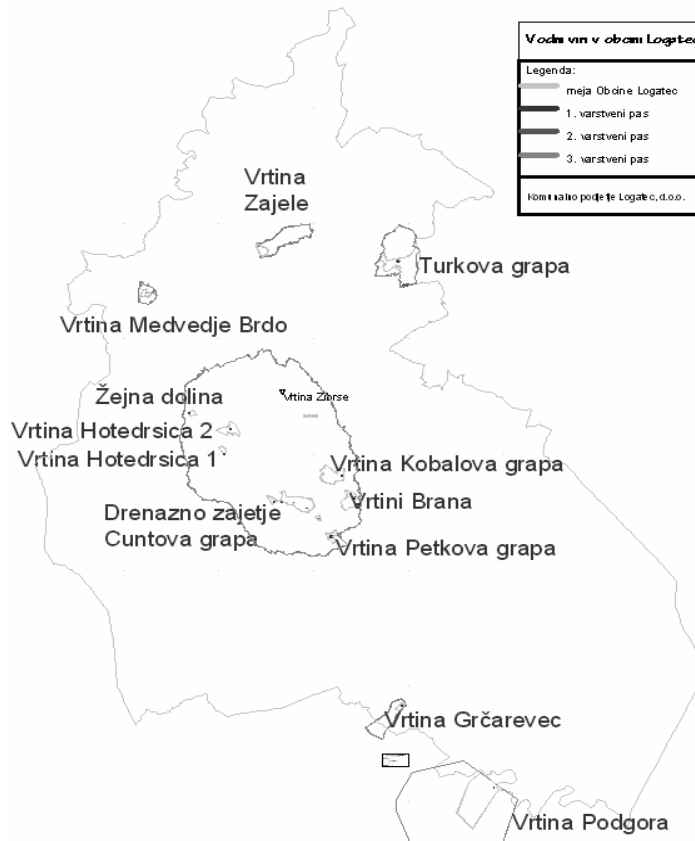 Vodni viri v obcini Logatec
Legenda:
meja Obcine Logatec
1. varstveni pas
2. varstveni pas
3. varstveni pas
Komunalno podjetje Logatec, d.o.o.
Vrtina
Zajele
Turkova grapa
Vrtina Medvedje Brdo
Žejna dolina
Vrtina Zibrse
Vrtina Hotedrsica 2
Vrtina Hotedrsica 1
Vrtina Kobalova grapa
Vrtini Brana
Drenazno zajetje
Cuntova grapa
Vrtina Petkova grapa
Vrtina Grčarevec
Vrtina Podgora